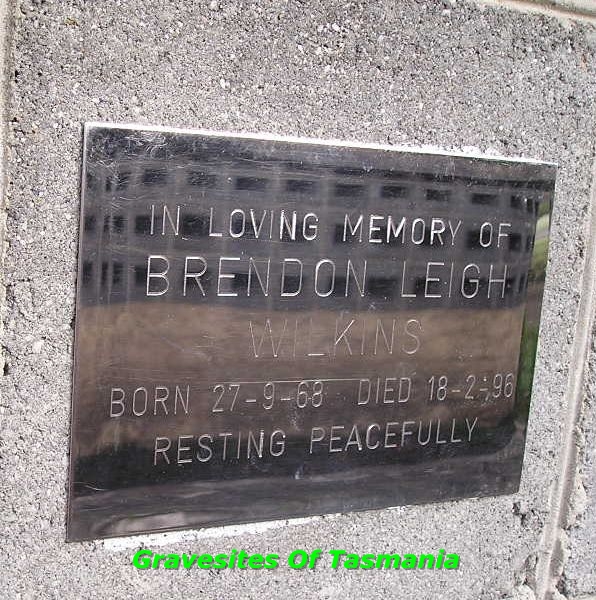 IN LOVING MEMORY OF
BRENDON LEIGH
WILKINS
BORN 27-9-68 DIED 18-2-96
RESTING PEACEFULLY
Gravesites Of Tasmania